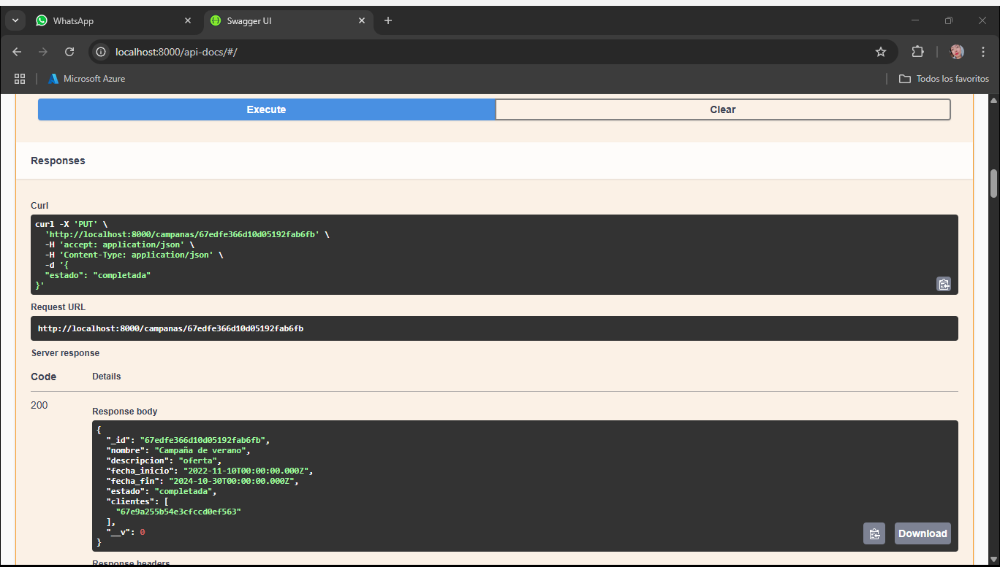 WhatsApp
Swagger UI
localhost:8000/api-docs/#/
Microsoft Azure
Todos los favoritos
Execute
Clear
Responses
Curl
curl -X 'PUT' \
'http://localhost:8000/campanas/67edfe366d10d05192fab6fb' \
-H 'accept: application/json' \
-H 'Content-Type: application/json' \
-d '{
"estado": "completada"
}'
Request URL
http://localhost:8000/campanas/67edfe366d10d05192fab6fb
Server response
Code
Details
200
Response body
{
"_id": "67edfe366d10d05192fab6fb",
"nombre": "Campaña de verano",
"descripcion": "oferta",
"fecha_inicio": "2022-11-10T00:00:00.000Z",
"fecha_fin": "2024-10-30T00:00:00.000Z",
"estado": "completada",
"clientes": [
"67e9a255b54e3cfccd0ef563"
],
"__v": 0
}
Download
Response headers